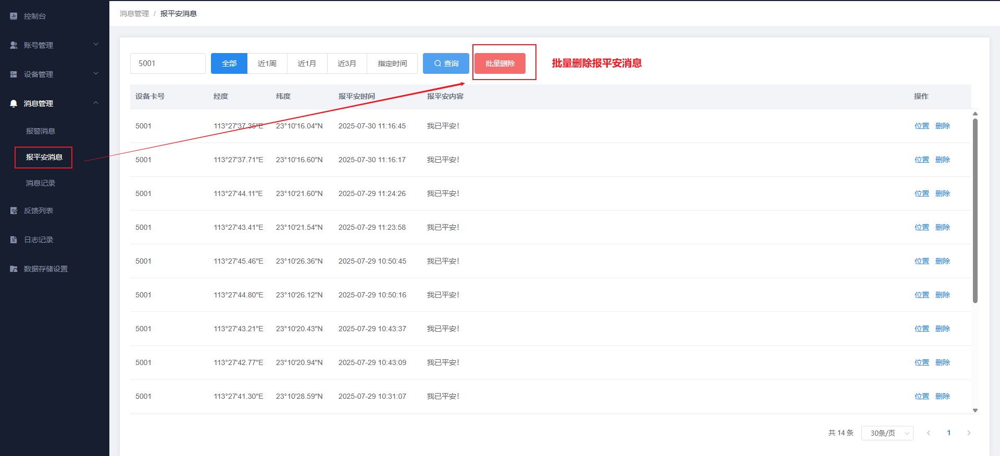 控制台
账号管理
设备管理
消息管理
报警消息
报平安消息
消息记录
反馈列表
日志记录
数据存储设置
消息管理 / 报平安消息
5001 全部 近1周 近1月 近3月 指定时间 查询 批量删除 批量删除报平安消息
设备卡号 经度 纬度 报平安时间 报平安内容 操作
5001 113°27'37.35"E 23°10'16.04"N 2025-07-30 11:16:45 我已平安! 位置 删除
5001 113°27'37.71"E 23°10'16.60"N 2025-07-30 11:16:17 我已平安! 位置 删除
5001 113°27'44.11"E 23°10'21.60"N 2025-07-29 11:24:26 我已平安! 位置 删除
5001 113°27'43.41"E 23°10'21.54"N 2025-07-29 11:23:58 我已平安! 位置 删除
5001 113°27'45.46"E 23°10'26.36"N 2025-07-29 10:50:45 我已平安! 位置 删除
5001 113°27'44.80"E 23°10'26.12"N 2025-07-29 10:50:16 我已平安! 位置 删除
5001 113°27'43.21"E 23°10'20.43"N 2025-07-29 10:43:37 我已平安! 位置 删除
5001 113°27'42.77"E 23°10'20.94"N 2025-07-29 10:43:09 我已平安! 位置 删除
5001 113°27'41.30"E 23°10'28.59"N 2025-07-29 10:31:07 我已平安! 位置 删除
共 14 条 30条/页 1